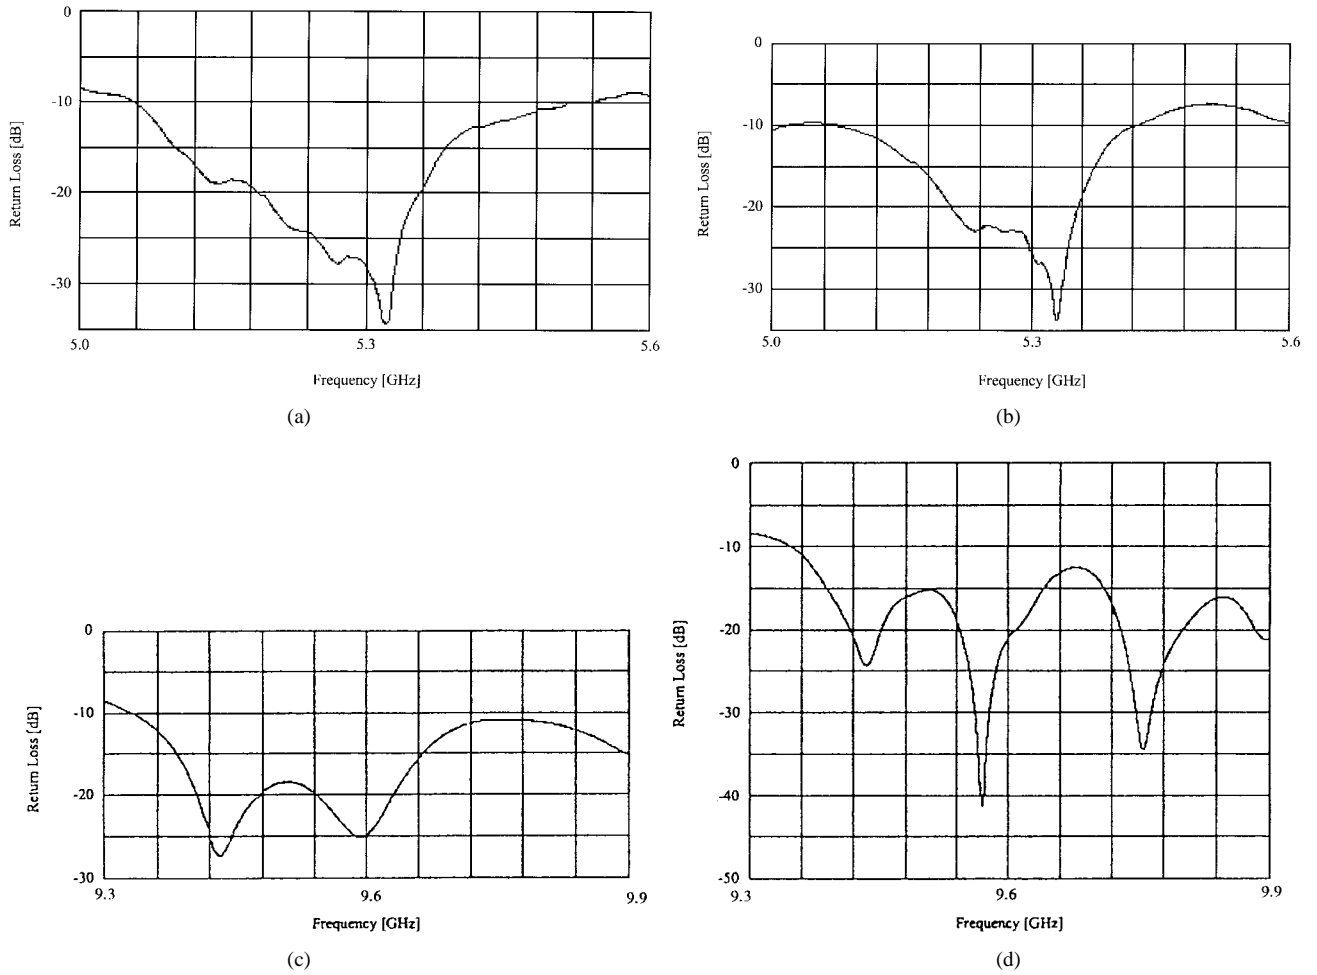 0
-10
-20
-30
Return Loss [dB]
5.0
5.3
5.6
Frequency [GHz]
(a)
0
-10
-20
-30
Return Loss [dB]
5.0
5.3
5.6
Frequency [GHz]
(b)
0
-10
-20
-30
Return Loss [dB]
9.3
9.6
9.9
Frequency [GHz]
(c)
0
-10
-20
-30
-40
-50
Return Loss [dB]
9.3
9.6
9.9
Frequency [GHz]
(d)